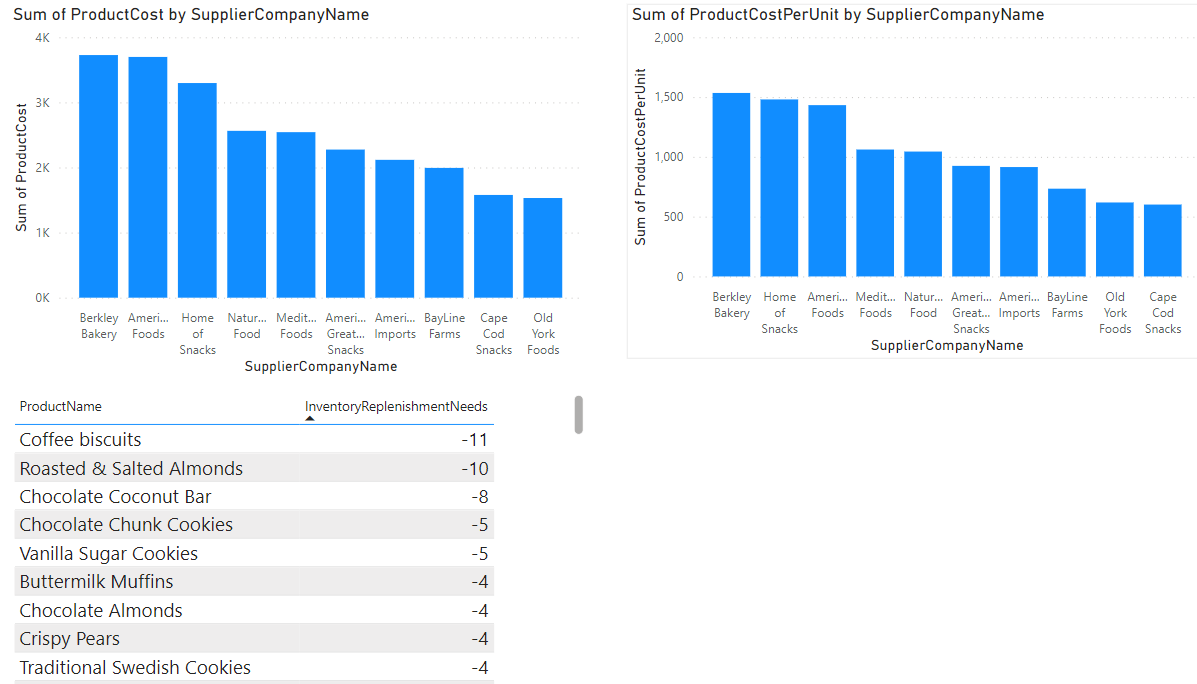 Sum of ProductCost by SupplierCompanyName
Sum of ProductCost
4K
3K
2K
1K
0K
Berkley Bakery
Ameri... Foods
Home of Snacks
Natur... Food
Medit... Foods
Ameri... Great... Snacks
Ameri... Imports
BayLine Farms
Cape Cod Snacks
Old York Foods
SupplierCompanyName
Sum of ProductCostPerUnit by SupplierCompanyName
Sum of ProductCostPerUnit
2,000
1,500
1,000
500
0
Berkley Bakery
Home of Snacks
Ameri... Foods
Medit... Foods
Natur... Food
Ameri... Great... Snacks
Ameri... Imports
BayLine Farms
Old York Foods
Cape Cod Snacks
SupplierCompanyName
ProductName InventoryReplenishmentNeeds
Coffee biscuits -11
Roasted & Salted Almonds -10
Chocolate Coconut Bar -8
Chocolate Chunk Cookies -5
Vanilla Sugar Cookies -5
Buttermilk Muffins -4
Chocolate Almonds -4
Crispy Pears -4
Traditional Swedish Cookies -4